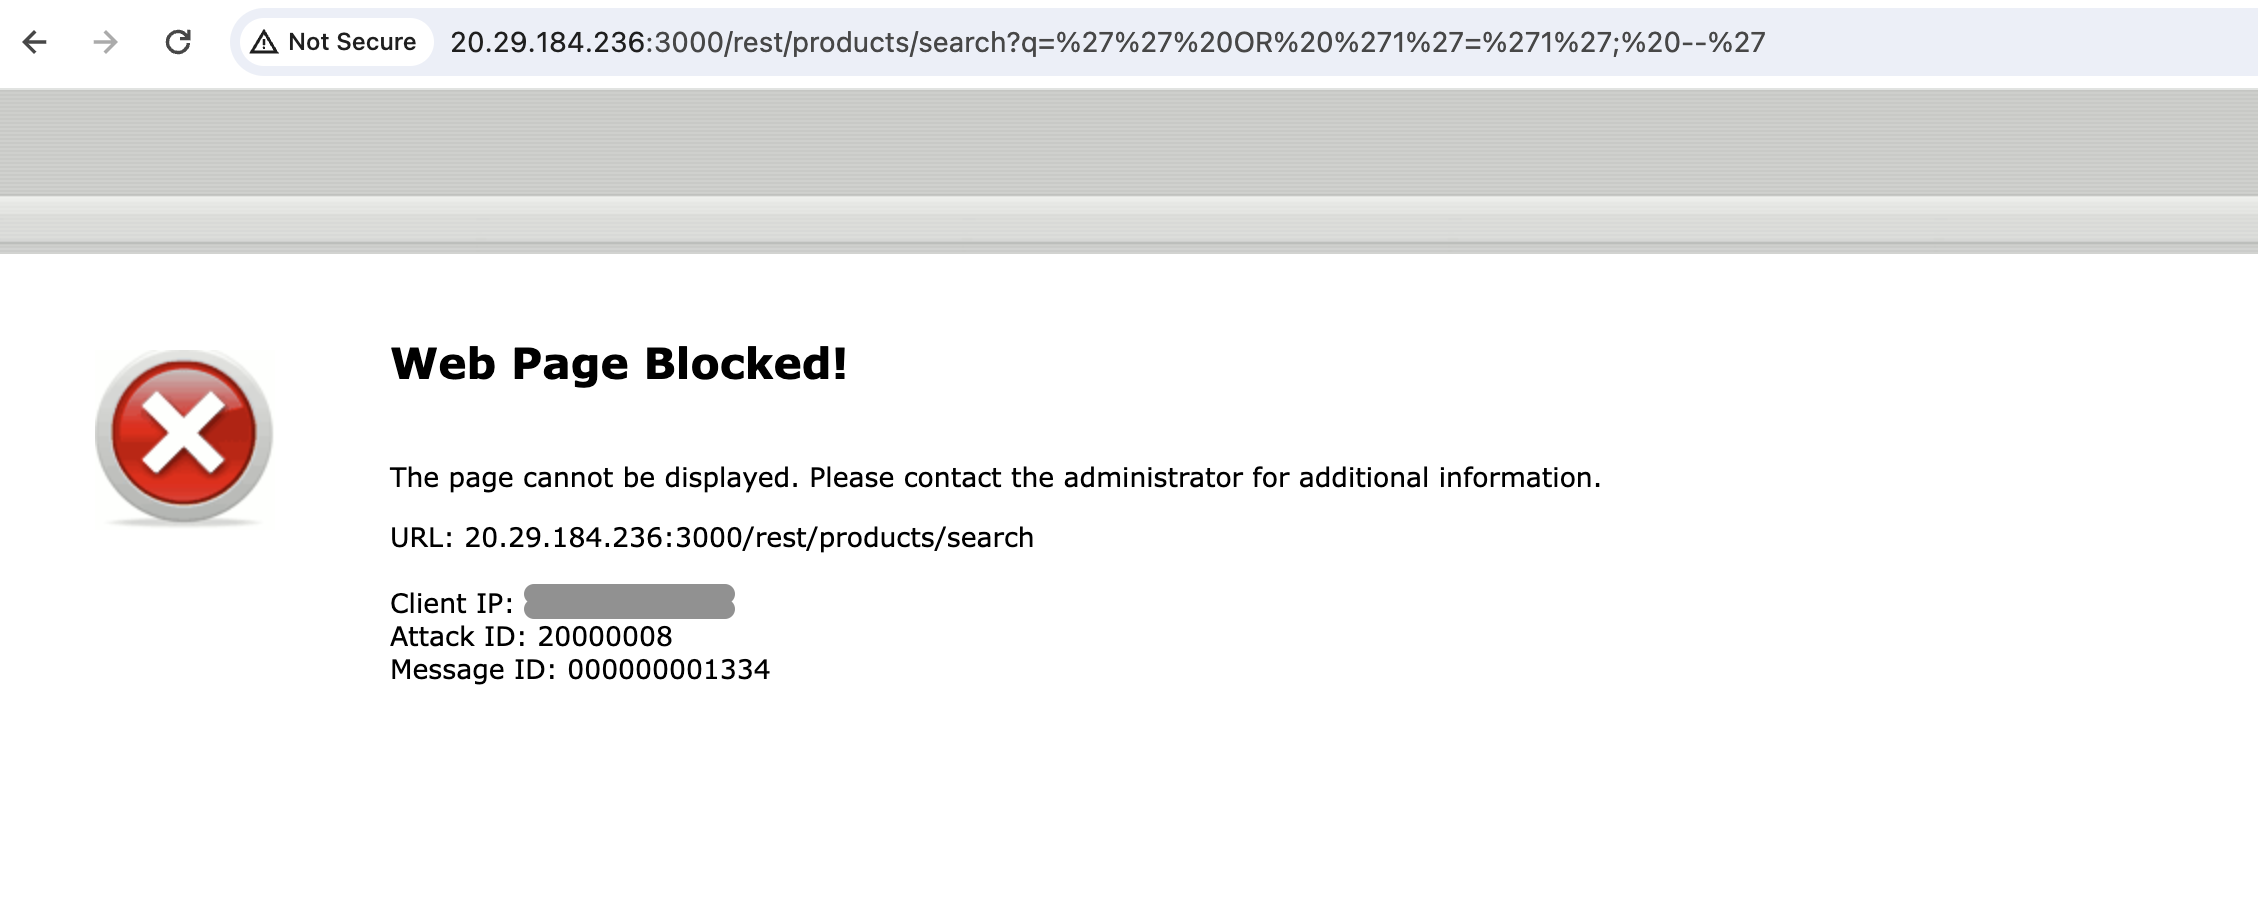 Not Secure 20.29.184.236:3000/rest/products/search?q=%27%27%20OR%20%271%27=%271%27;%20--%27
Web Page Blocked!
The page cannot be displayed. Please contact the administrator for additional information.
URL: 20.29.184.236:3000/rest/products/search
Client IP:
Attack ID: 20000008
Message ID: 000000001334